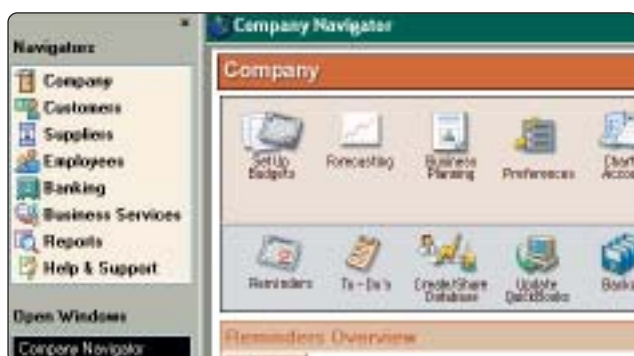 Navigators
Company
Customers
Suppliers
Employees
Banking
Business Services
Reports
Help & Support
Open Windows
Company Navigator
Company Navigator
Company
Set Up Budgets
Forecasting
Business Planning
Preferences
Chart
Reminders
To-Do's
Create/Share Database
Update QuickBooks
Reminders Overview